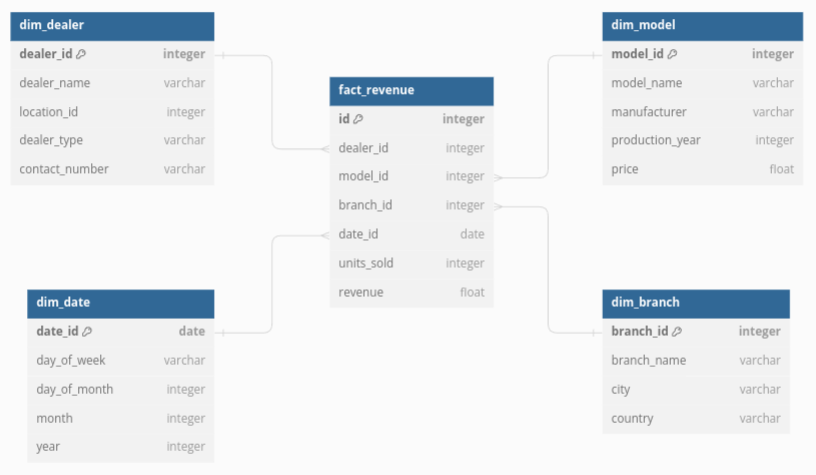 dim_dealer
dealer_id integer
dealer_name varchar
location_id integer
dealer_type varchar
contact_number varchar
fact_revenue
id integer
dealer_id integer
model_id integer
branch_id integer
date_id date
units_sold integer
revenue float
dim_model
model_id integer
model_name varchar
manufacturer varchar
production_year integer
price float
dim_date
date_id date
day_of_week varchar
day_of_month integer
month integer
year integer
dim_branch
branch_id integer
branch_name varchar
city varchar
country varchar